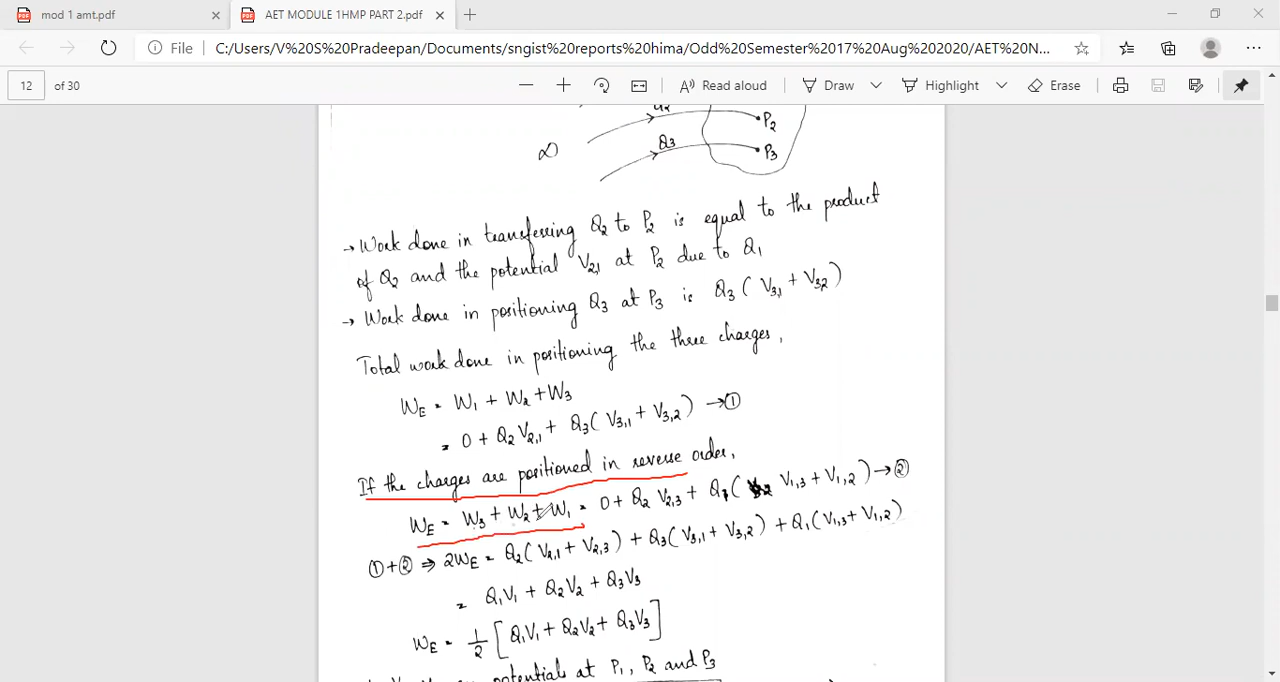 mod 1 amt.pdf
AET MODULE 1HMP PART 2.pdf
File
C:/Users/V%20S%20Pradeepan/Documents/sngist%20reports%20hima/Odd%20Semester%2017%20Aug%202020/AET%20N...
12 of 30
Read aloud
Draw
Highlight
Erase
P2
∞ Q3 P3
→ Work done in transferring Q2 to P2 is equal to the product
of Q2 and the potential V2,1 at P2 due to Q1
→ Work done in positioning Q3 at P3 is Q3 ( V3,1 + V3,2 )
Total work done in positioning the three charges,
WE = W1 + W2 + W3
= 0 + Q2 V2,1 + Q3 ( V3,1 + V3,2 ) → ①
If the charges are positioned in reverse order,
WE = W3 + W2 + W1 = 0 + Q2 V2,3 + Q1 ( V1,3 + V1,2 ) → ②
① + ② ⇒ 2WE = Q2 ( V2,1 + V2,3 ) + Q3 ( V3,1 + V3,2 ) + Q1 ( V1,3 + V1,2 )
= Q1V1 + Q2V2 + Q3V3
WE = 1/2 [ Q1V1 + Q2V2 + Q3V3 ]
potentials at P1, P2 and P3